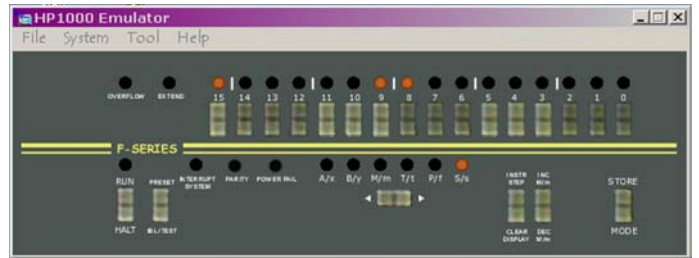 HP1000 Emulator
File System Tool Help
OVERFLOW EXTEND 15 14 13 12 11 10 9 8 7 6 5 4 3 2 1 0
F-SERIES
RUN PRESET INTERRUPT SYSTEM PARITY POWER FAIL A/x B/y M/m T/t P/f S/s INSTR STEP INC M/m STORE
HALT IBL/TEST CLEAR DISPLAY DEC M/m MODE